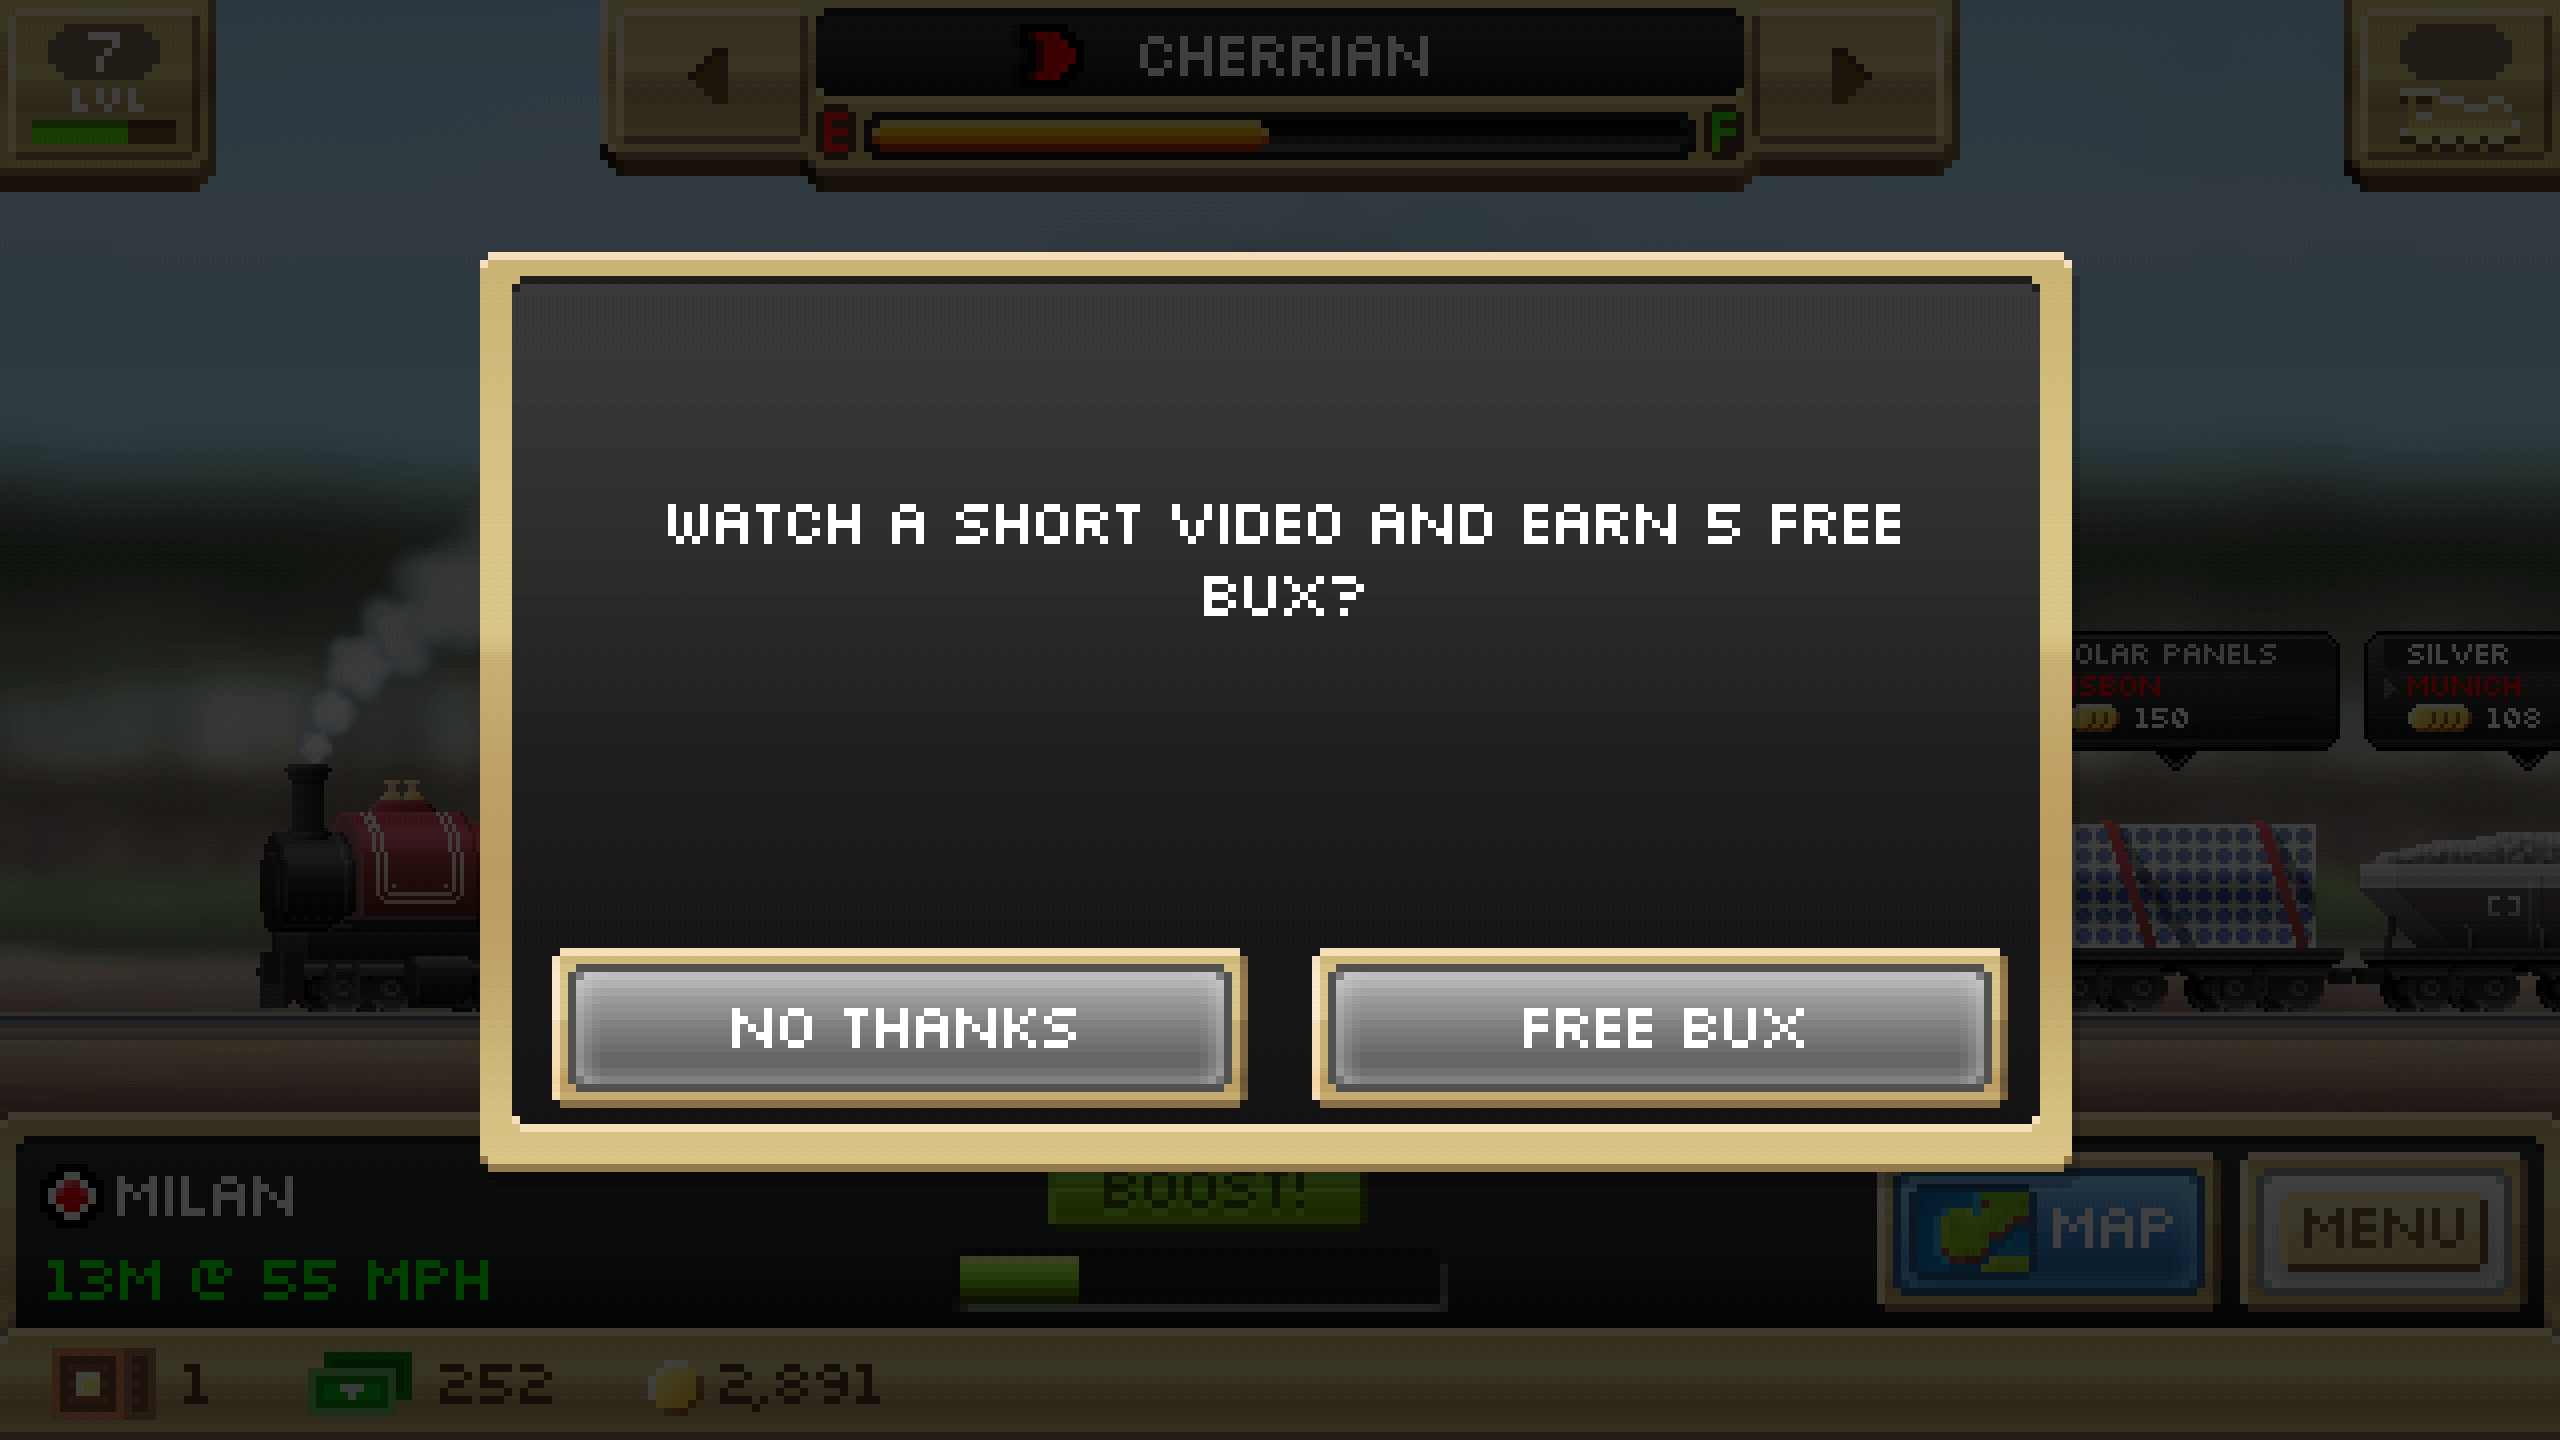 7
LVL
CHERRIAN
E
F
WATCH A SHORT VIDEO AND EARN 5 FREE
BUX?
NO THANKS
FREE BUX
OLAR PANELS
SBON
150
SILVER
MUNICH
108
MILAN
13M @ 55 MPH
BOOST!
MAP
MENU
1
252
2,891